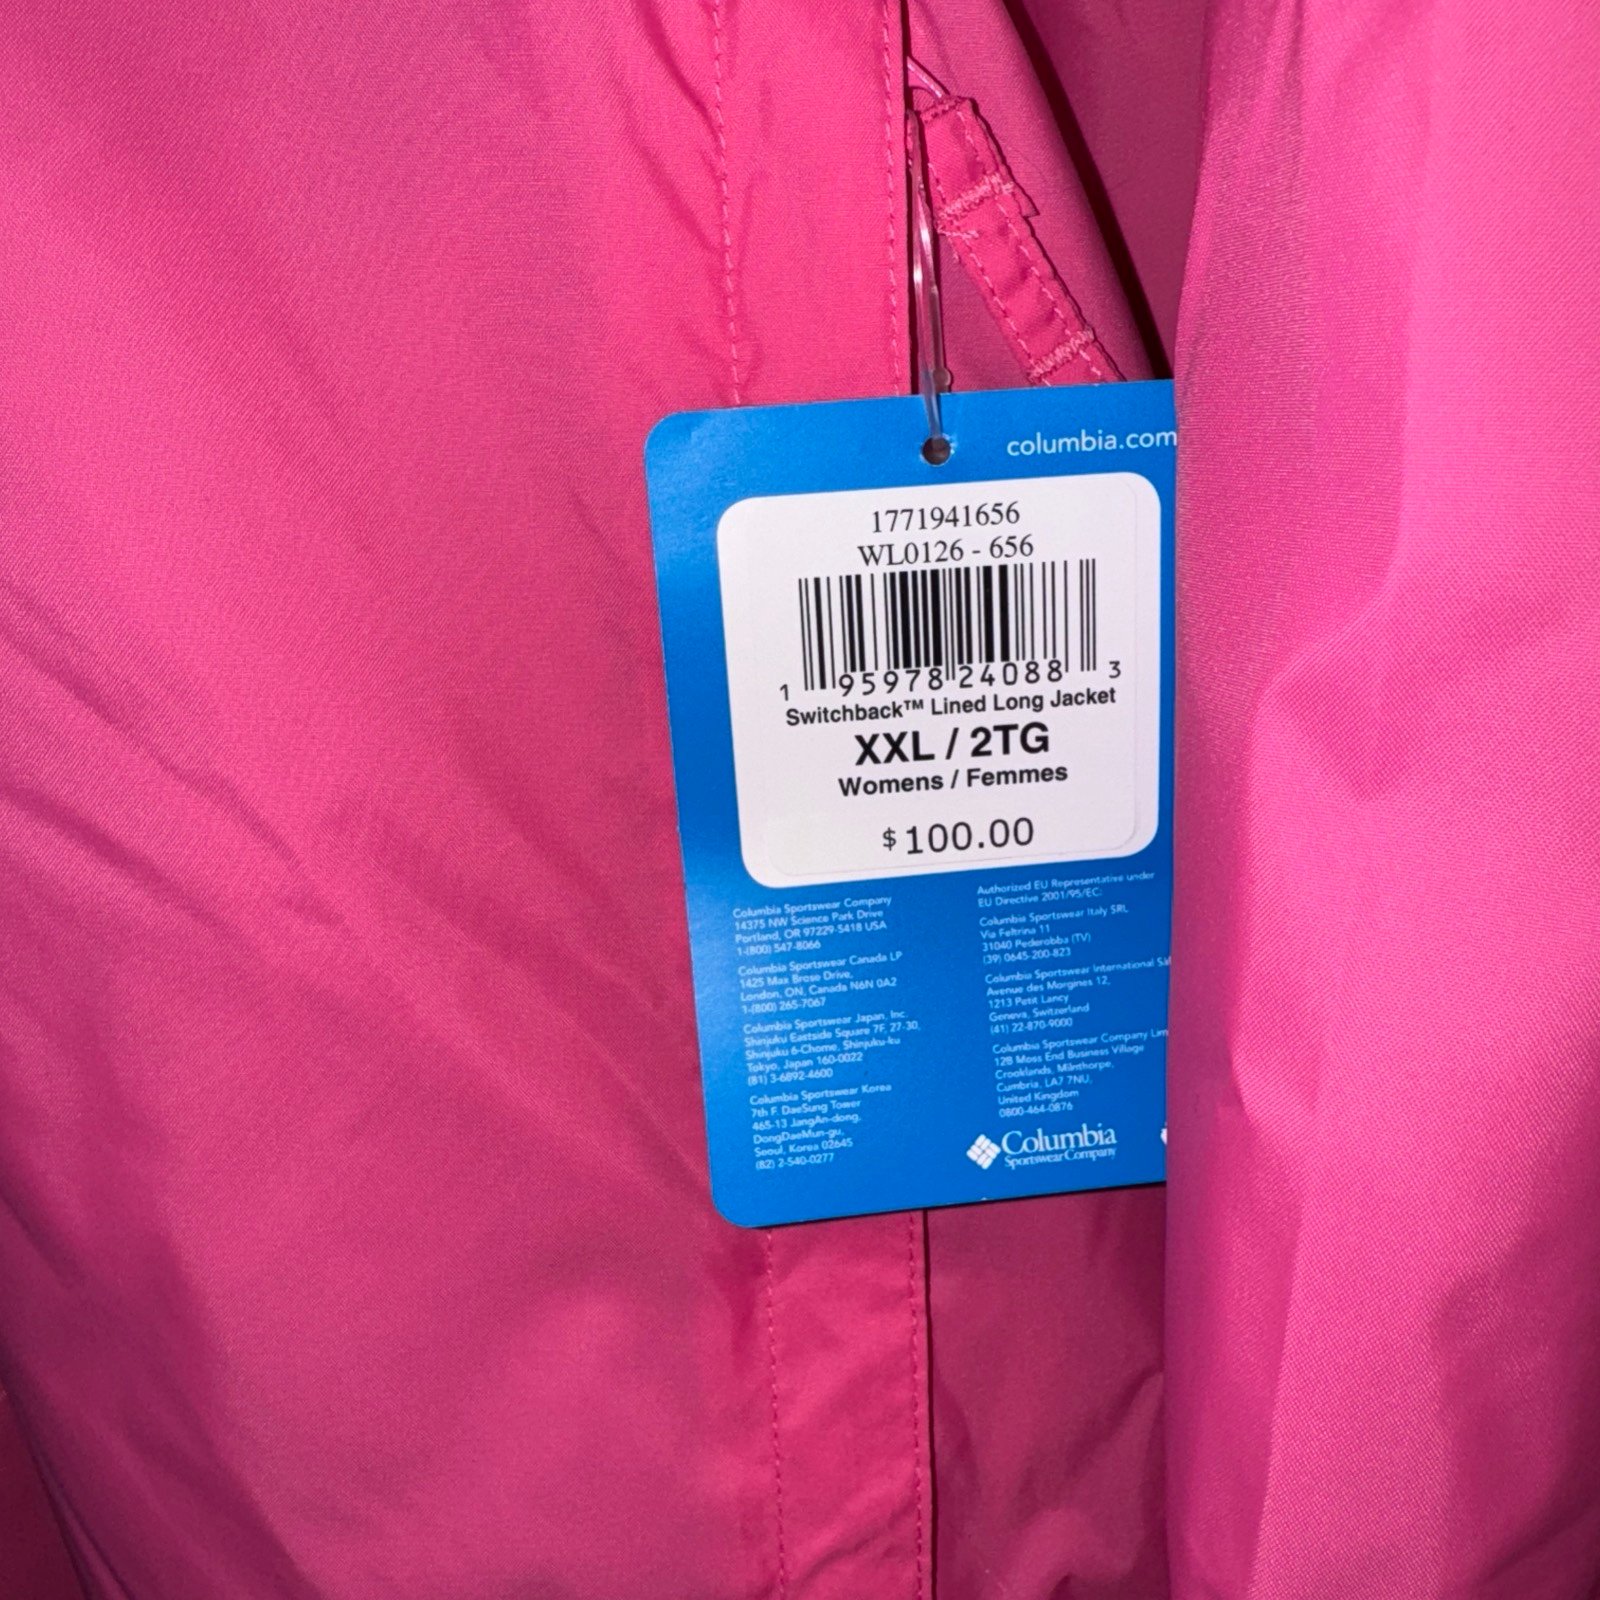 columbia.com
1771941656
WL0126 - 656
1 95978 24088 3
Switchback™ Lined Long Jacket
XXL / 2TG
Womens / Femmes
$100.00
Columbia Sportswear Company
14375 NW Science Park Drive
Portland, OR 97229-5418 USA
1-(800) 547-8066
Columbia Sportswear Canada LP
1425 Max Brose Drive,
London, ON, Canada N6N 0A2
1-(800) 265-7067
Columbia Sportswear Japan, Inc.
Shinjuku Eastside Square 7F, 27-30,
Shinjuku 6-Chome, Shinjuku-ku
Tokyo, Japan 160-0022
(81) 3-6892-4600
Columbia Sportswear Korea
7th F. DaeSung Tower
465-13 JangAn-dong,
DongDaeMun-gu,
Seoul, Korea 02645
(82) 2-540-0277
Authorized EU Representative under
EU Directive 2001/95/EC.
Columbia Sportswear Italy SRL
Via Feltrina 11
31040 Pederobba (TV)
(39) 0645-200-823
Columbia Sportswear International
Avenue des Morgines 12,
1213 Petit Lancy
Geneva, Switzerland
(41) 22-870-9000
Columbia Sportswear Company Lim
12B Moss End Business Village
Crooklands, Milnthorpe,
Cumbria, LA7 7NU,
United Kingdom
0800-464-0876
Columbia
Sportswear Company